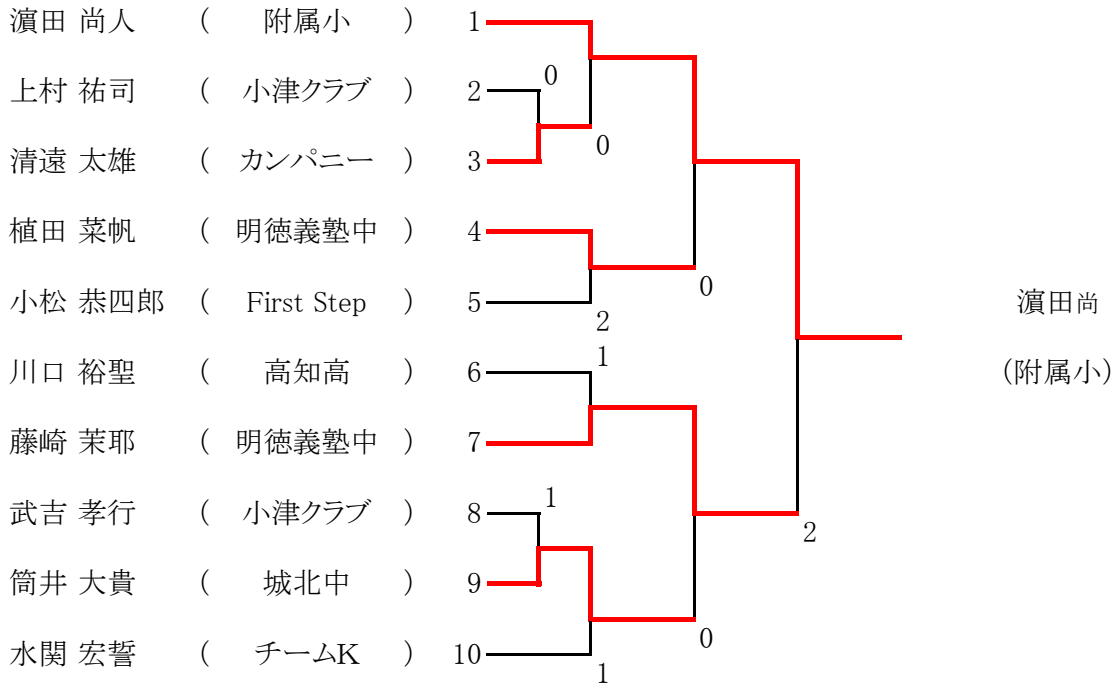 濵田 尚人 ( 附属小 ) 1
0
上村 祐司 ( 小津クラブ ) 2
0
清遠 太雄 ( カンパニー ) 3
植田 菜帆 ( 明徳義塾中 ) 4
0
小松 恭四郎 ( First Step ) 5
濵田尚
2
1
川口 裕聖 ( 高知高 ) 6
(附属小)
藤崎 茉耶 ( 明徳義塾中 ) 7
1
武吉 孝行 ( 小津クラブ ) 8
2
筒井 大貴 ( 城北中 ) 9
0
水関 宏誓 ( チームK ) 10
1